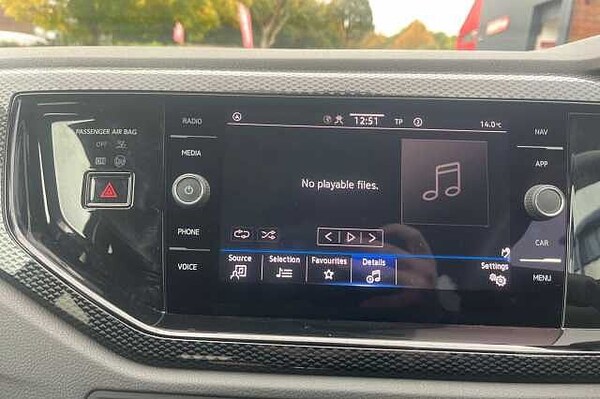 PASSENGER AIR BAG
OFF
RADIO
MEDIA
PHONE
VOICE
12:51
TP
14.0°C
No playable files.
Source
Selection
Favourites
Details
Settings
NAV
APP
CAR
MENU